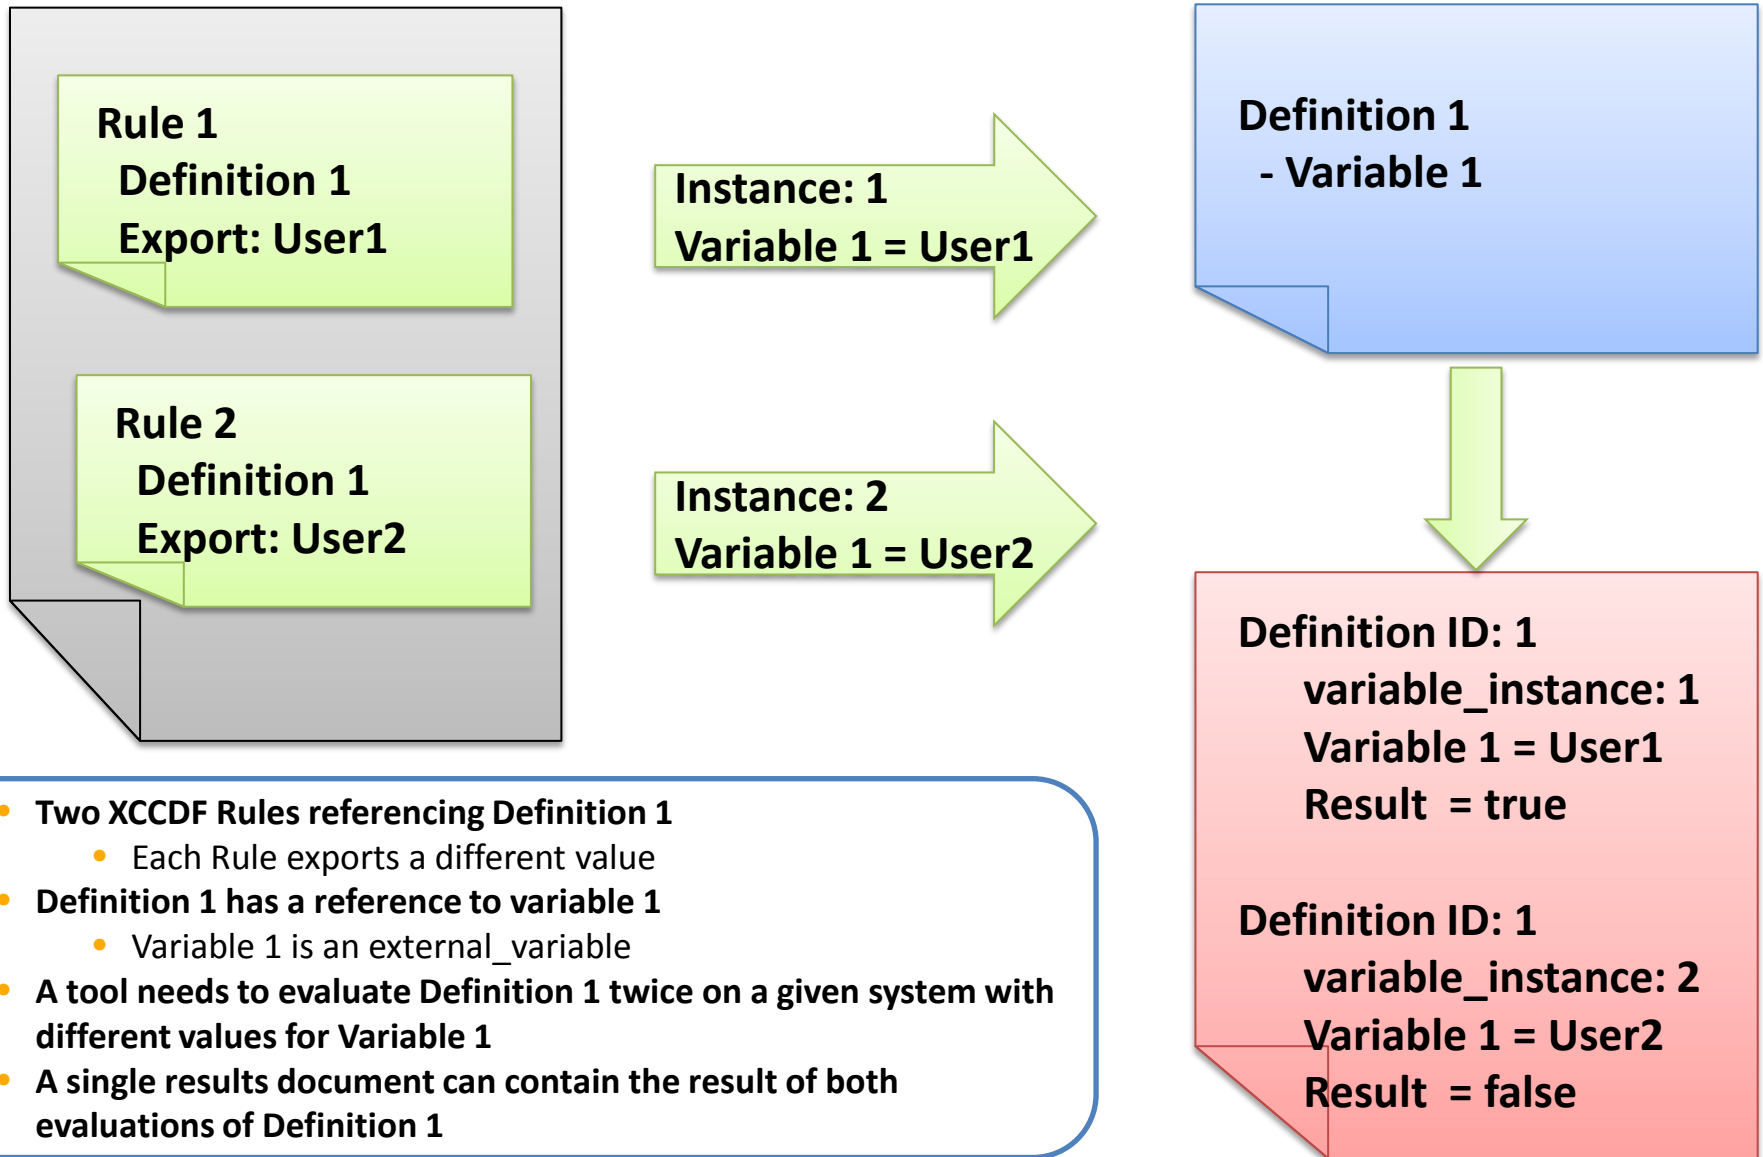 Rule 1
Definition 1
Export: User1
Rule 2
Definition 1
Export: User2
Instance: 1
Variable 1 = User1
Instance: 2
Variable 1 = User2
Definition 1
- Variable 1
Definition ID: 1
variable_instance: 1
Variable 1 = User1
Result = true
Definition ID: 1
variable_instance: 2
Variable 1 = User2
Result = false
• Two XCCDF Rules referencing Definition 1
• Each Rule exports a different value
• Definition 1 has a reference to variable 1
• Variable 1 is an external_variable
• A tool needs to evaluate Definition 1 twice on a given system with
different values for Variable 1
• A single results document can contain the result of both
evaluations of Definition 1